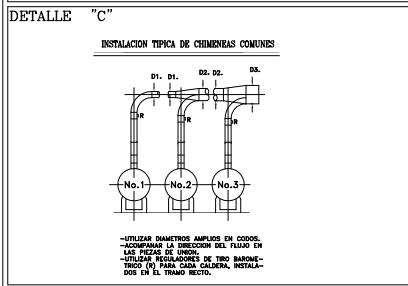 DETALLE "C"
INSTALACION TIPICA DE CHIMENEAS COMUNES
D1. D1. D2. D2. D3.
R R R
No.1 No.2 No.3
-UTILIZAR DIAMETROS AMPLIOS EN CODOS.
-ACOMPANAR LA DIRECCION DEL FLUJO EN
LAS PIEZAS DE UNION.
-UTILIZAR REGULADORES DE TIRO BAROME-
TRICO (R) PARA CADA CALDERA, INSTALA-
DOS EN EL TRAMO RECTO.